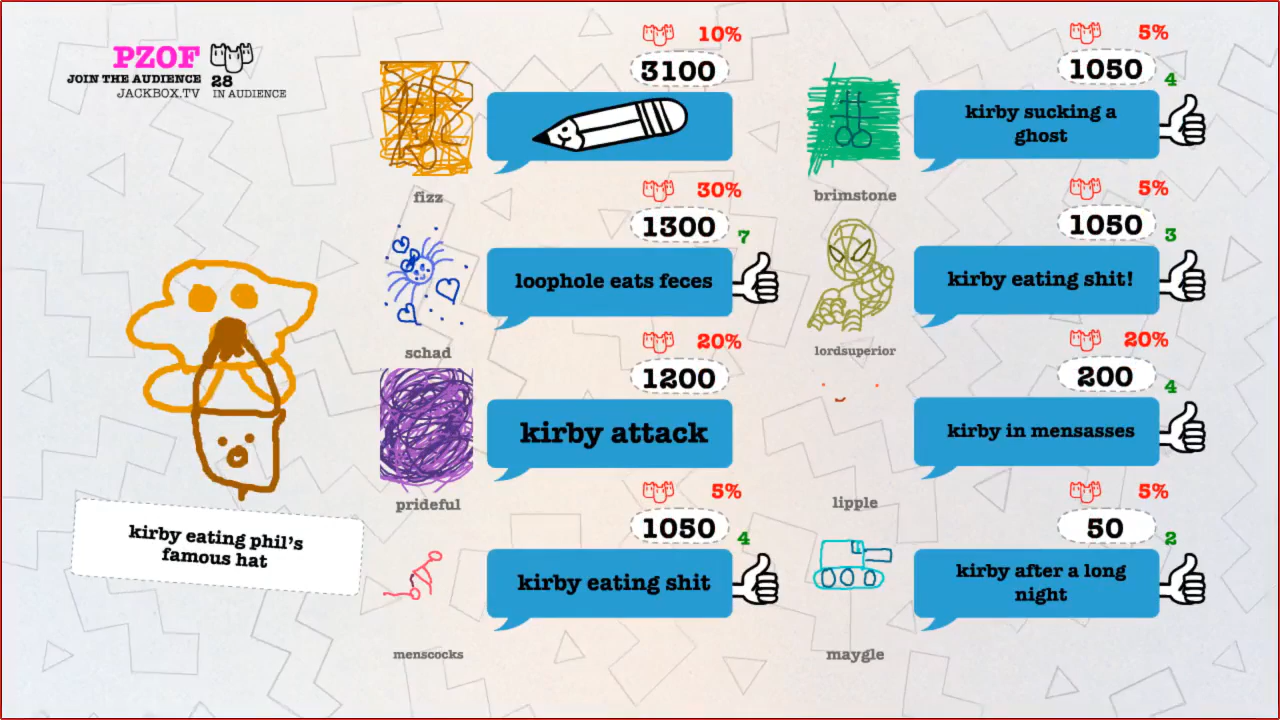 PZOF
JOIN THE AUDIENCE
JACKBOX.TV
28
IN AUDIENCE
kirby eating phil's
famous hat
10%
3100
fizz
30%
1300
7
loophole eats feces
schad
20%
1200
kirby attack
prideful
5%
1050
4
kirby eating shit
menscocks
5%
1050
4
kirby sucking a
ghost
brimstone
5%
1050
3
kirby eating shit!
lordsuperior
20%
200
4
kirby in mensasses
lipple
5%
50
2
kirby after a long
night
maygle